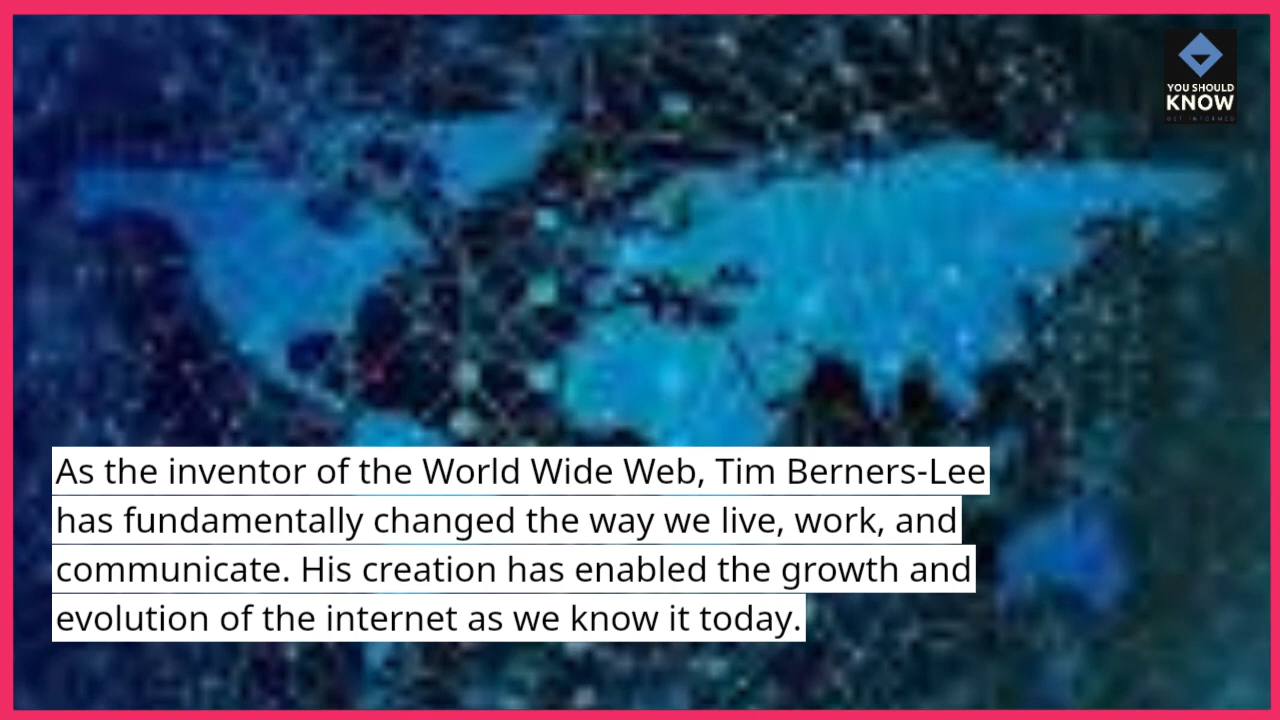 YOU SHOULD
KNOW
GET INFORMED
As the inventor of the World Wide Web, Tim Berners-Lee
has fundamentally changed the way we live, work, and
communicate. His creation has enabled the growth and
evolution of the internet as we know it today.